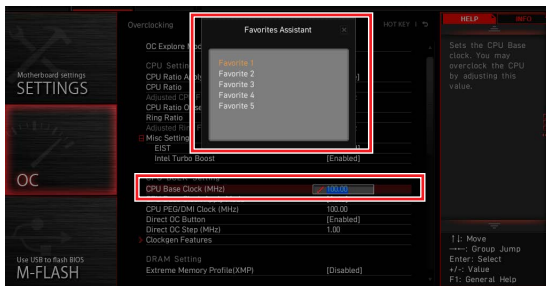 Overclocking
HOT KEY
HELP
INFO
Favorites Assistant
×
Favorite 1
Favorite 2
Favorite 3
Favorite 4
Favorite 5
OC Explore Mod
CPU Setting
CPU Ratio Apply
CPU Ratio
Adjusted CPU F
CPU Ratio Offse
Ring Ratio
Adjusted Ring F
Misc Setting
EIST
Intel Turbo Boost [Enabled]
CPU Base Clock (MHz) 100.00
CPU PEG/DMI Clock (MHz) 100.00
Direct OC Button [Enabled]
Direct OC Step (MHz) 1.00
Clockgen Features
DRAM Setting
Extreme Memory Profile(XMP) [Disabled]
Motherboard settings
SETTINGS
OC
Use USB to flash BIOS
M-FLASH
Sets the CPU Base
clock. You may
overclock the CPU
by adjusting this
value.
↑↓: Move
→←: Group Jump
Enter: Select
+/-: Value
F1: General Help